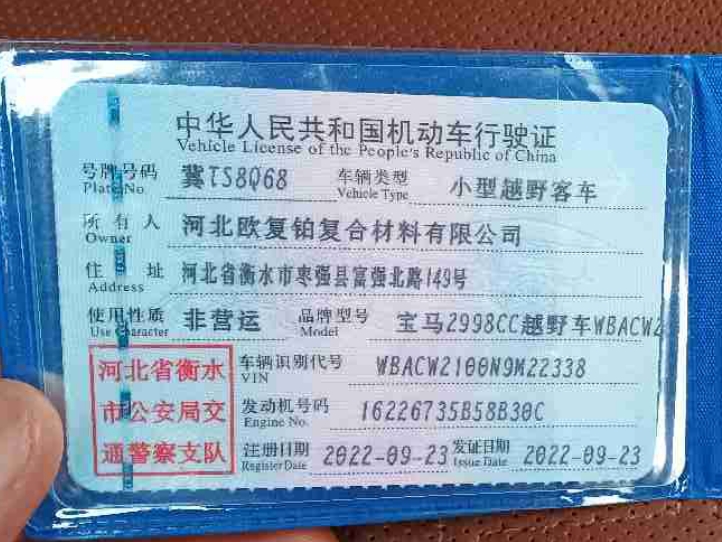 中华人民共和国机动车行驶证
Vehicle License of the People's Republic of China
号牌号码 冀TS8Q68 车辆类型 小型越野客车
Plate No Vehicle Type
所有人 河北欧复铂复合材料有限公司
Owner
住址 河北省衡水市枣强县富强北路149号
Address
使用性质 非营运 品牌型号 宝马2998CC越野车WBACW2
Use Character Model
河北省衡水 车辆识别代号 WBACW2100N9M22338
VIN
市公安局交 发动机号码 16226735B58B30C
Engine No.
通警察支队 注册日期 2022-09-23 发证日期 2022-09-23
Register Date Issue Date